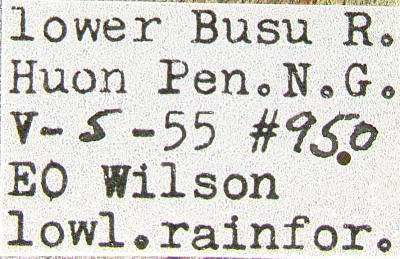 lower Busu R.
Huon Pen.N.G.
V-5-55 #950
EO Wilson
lowl.rainfor.